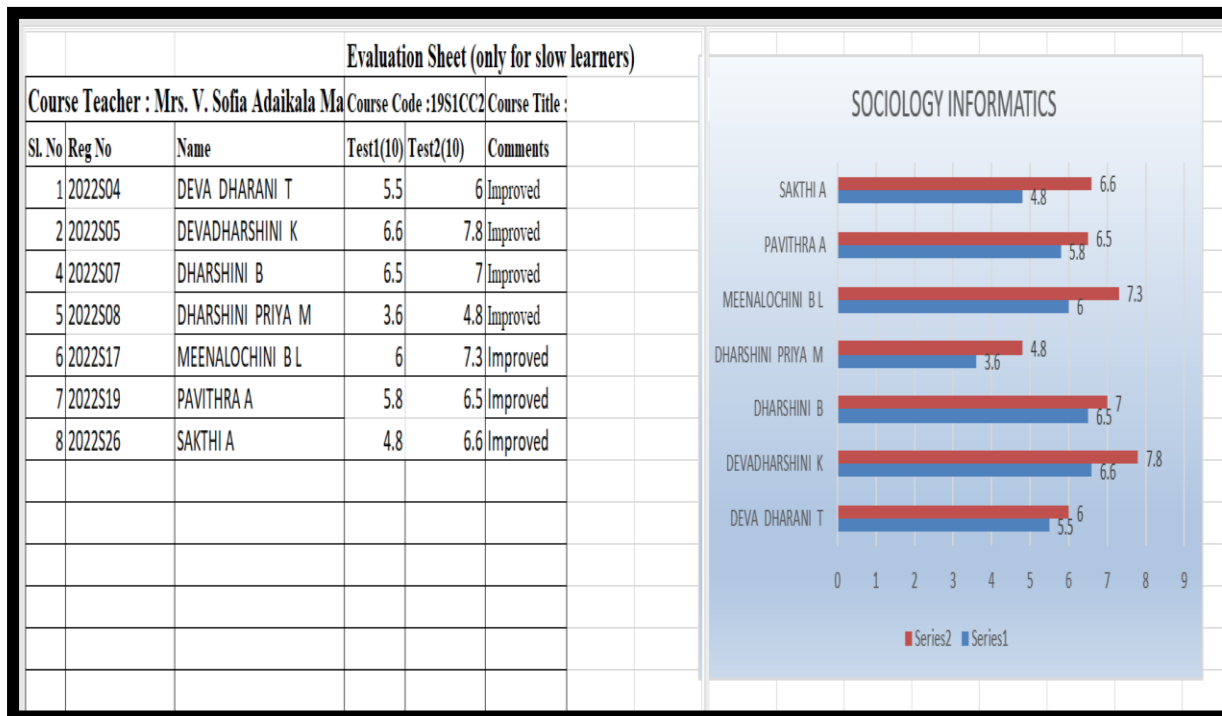 Evaluation Sheet (only for slow learners)
Course Teacher : Mrs. V. Sofia Adaikala Ma Course Code :19S1CC2 Course Title :
Sl. No Reg No Name Test1(10) Test2(10) Comments
1 2022S04 DEVA DHARANI T 5.5 6 Improved
2 2022S05 DEVADHARSHINI K 6.6 7.8 Improved
4 2022S07 DHARSHINI B 6.5 7 Improved
5 2022S08 DHARSHINI PRIYA M 3.6 4.8 Improved
6 2022S17 MEENALOCHINI B L 6 7.3 Improved
7 2022S19 PAVITHRA A 5.8 6.5 Improved
8 2022S26 SAKTHI A 4.8 6.6 Improved
SOCIOLOGY INFORMATICS
SAKTHI A 6.6
4.8
PAVITHRA A 6.5
5.8
MEENALOCHINI B L 7.3
6
DHARSHINI PRIYA M 4.8
3.6
DHARSHINI B 7
6.5
DEVADHARSHINI K 7.8
6.6
DEVA DHARANI T 6
5.5
0 1 2 3 4 5 6 7 8 9
Series2 Series1